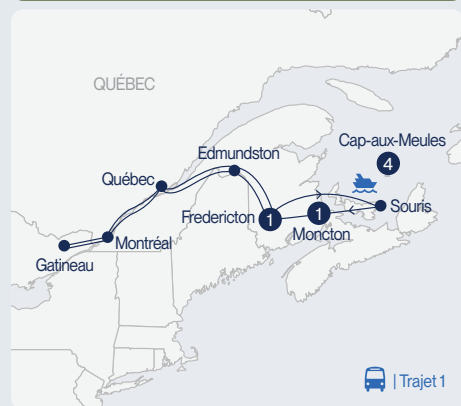 QUÉBEC
Cap-aux-Meules
4
Edmundston
Québec
Souris
Fredericton
1
1
Moncton
Montréal
Gatineau
| Trajet 1